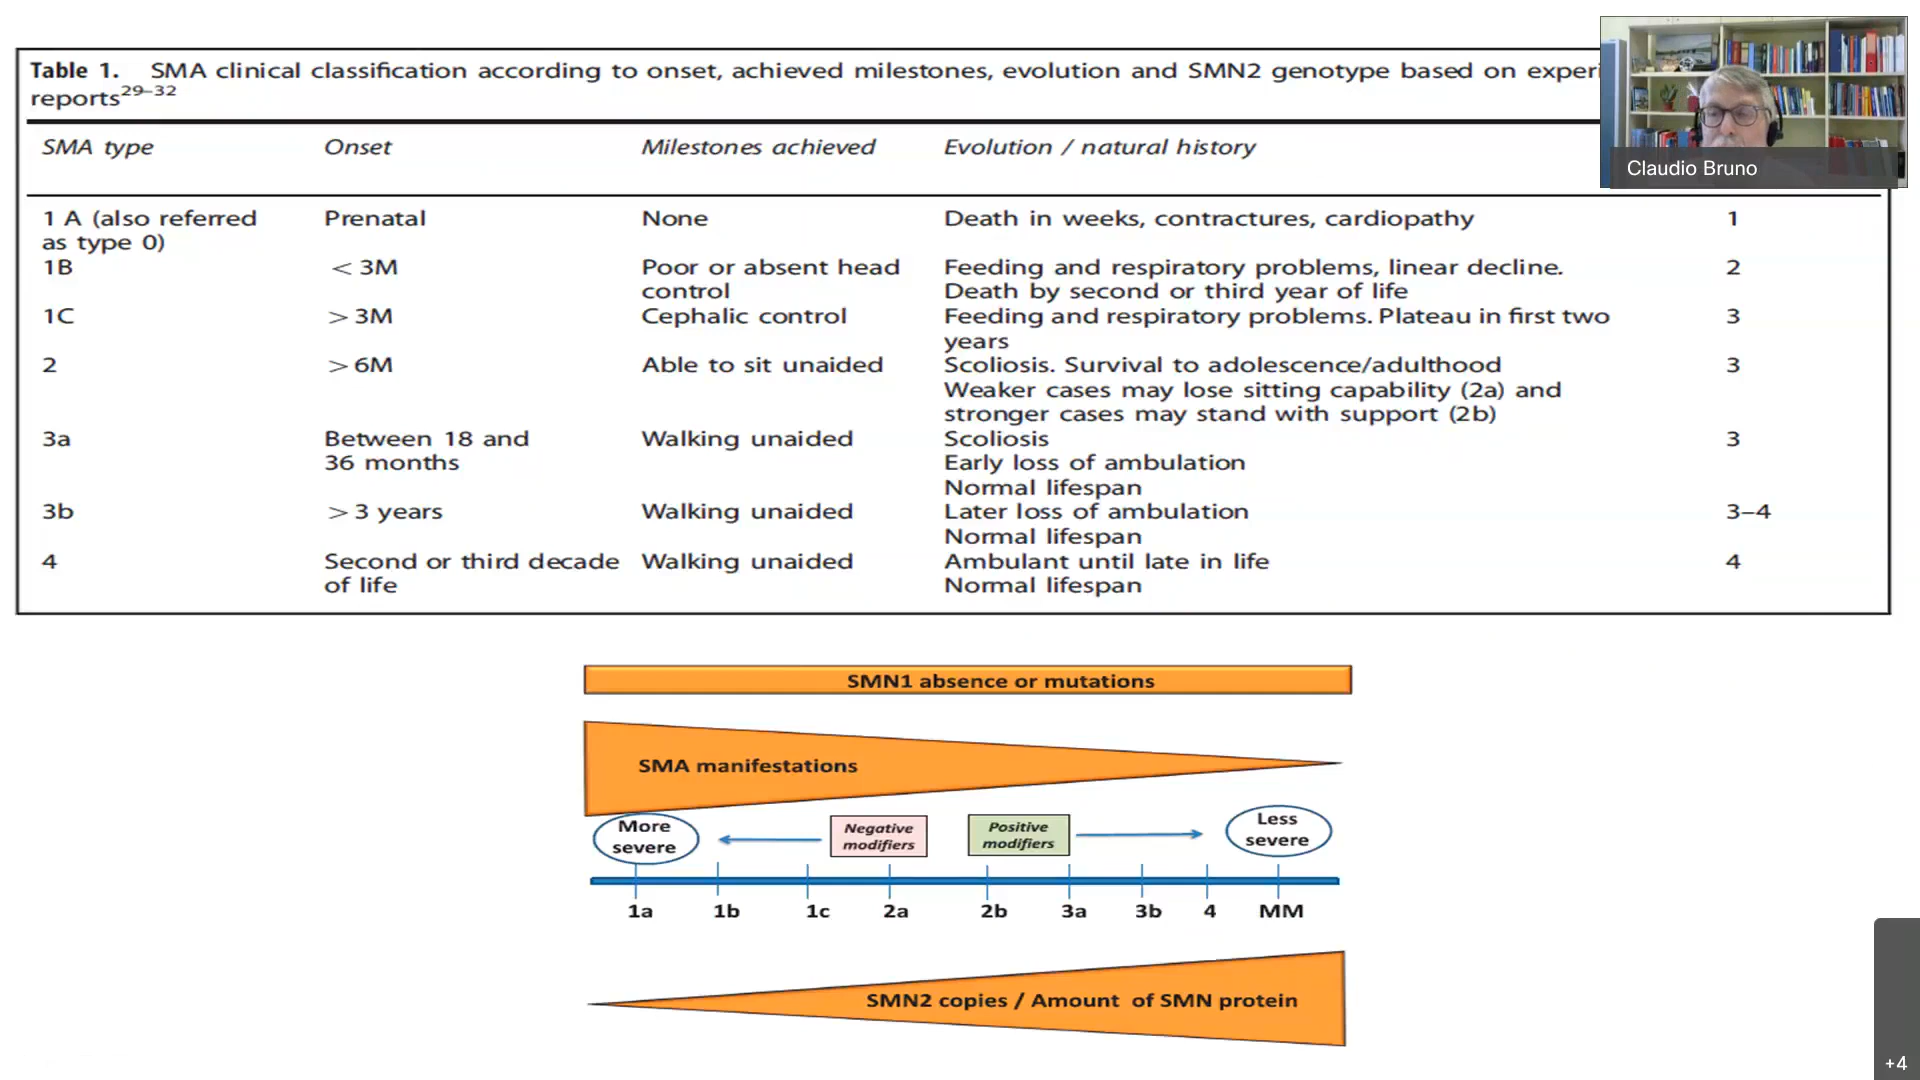 Table 1. SMA clinical classification according to onset, achieved milestones, evolution and SMN2 genotype based on experi
reports29–32
SMA type Onset Milestones achieved Evolution / natural history
1 A (also referred Prenatal None Death in weeks, contractures, cardiopathy 1
as type 0)
1B < 3M Poor or absent head Feeding and respiratory problems, linear decline. 2
control Death by second or third year of life
1C > 3M Cephalic control Feeding and respiratory problems. Plateau in first two 3
years
2 > 6M Able to sit unaided Scoliosis. Survival to adolescence/adulthood 3
Weaker cases may lose sitting capability (2a) and
stronger cases may stand with support (2b)
3a Between 18 and Walking unaided Scoliosis 3
36 months Early loss of ambulation
Normal lifespan
3b > 3 years Walking unaided Later loss of ambulation 3–4
Normal lifespan
4 Second or third decade Walking unaided Ambulant until late in life 4
of life Normal lifespan
Claudio Bruno
SMN1 absence or mutations
SMA manifestations
More
severe
Negative
modifiers
Positive
modifiers
Less
severe
1a 1b 1c 2a 2b 3a 3b 4 MM
SMN2 copies / Amount of SMN protein
+4